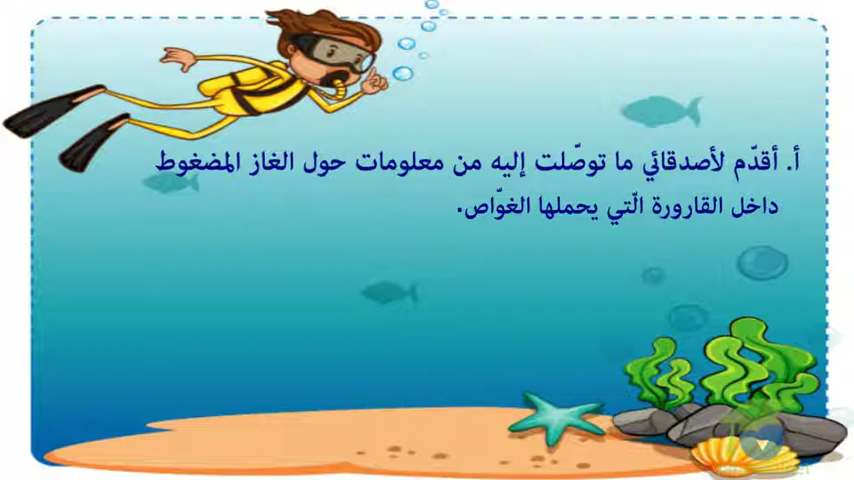 أ. أقدّم لأصدقائي ما توصّلت إليه من معلومات حول الغاز المضغوط
داخل القارورة الّتي يحملها الغوّاص.